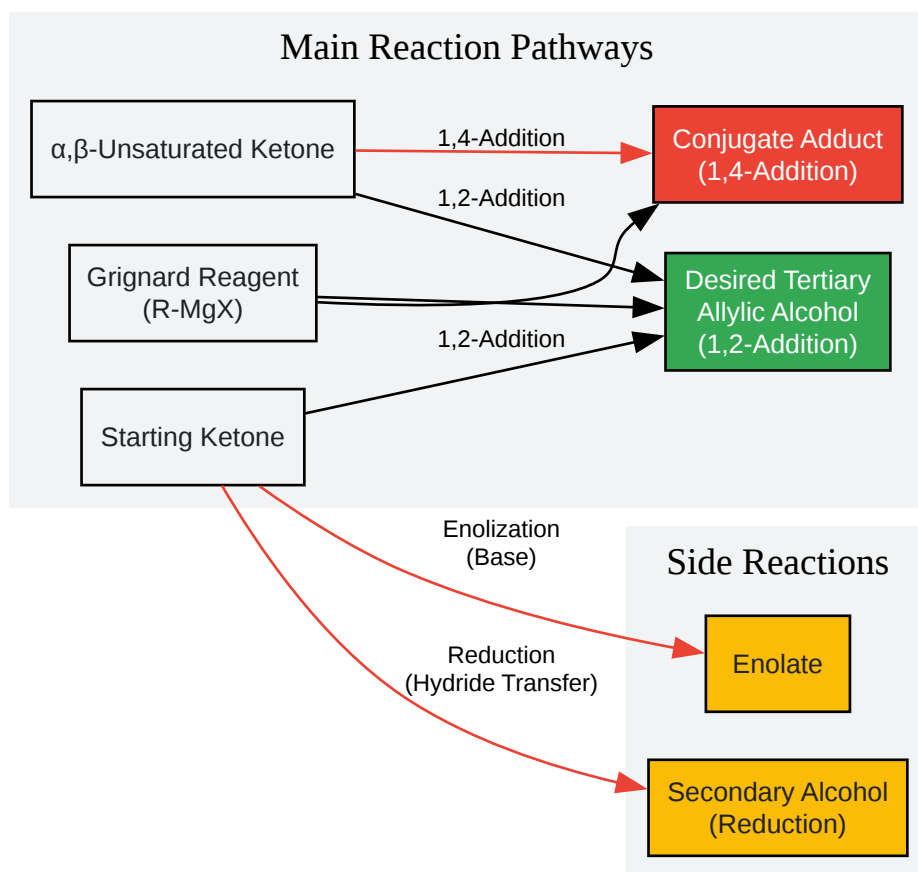 Main Reaction Pathways
α,β-Unsaturated Ketone
1,4-Addition
Conjugate Adduct
(1,4-Addition)
1,2-Addition
Grignard Reagent
(R-MgX)
Desired Tertiary
Allylic Alcohol
(1,2-Addition)
1,2-Addition
Starting Ketone
Enolization
(Base)
Side Reactions
Enolate
Reduction
(Hydride Transfer)
Secondary Alcohol
(Reduction)